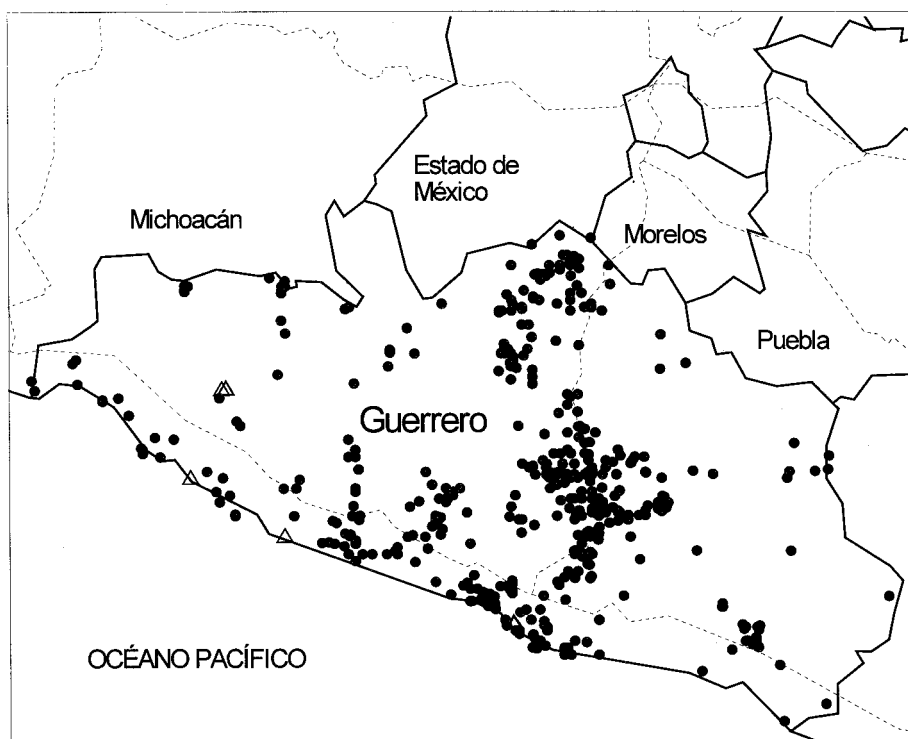 Estado de
México
Michoacán
Morelos
Puebla
Guerrero
OCÉANO PACÍFICO